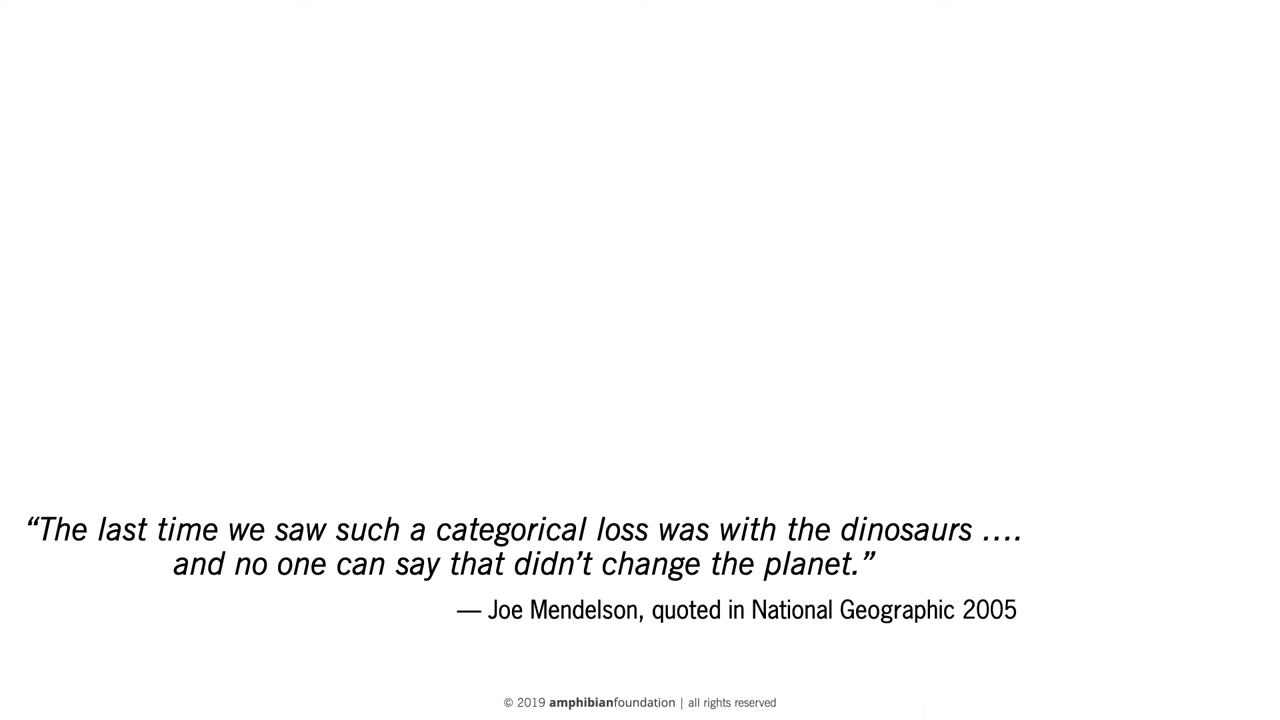 “The last time we saw such a categorical loss was with the dinosaurs ….
and no one can say that didn’t change the planet.”
— Joe Mendelson, quoted in National Geographic 2005
© 2019 amphibianfoundation | all rights reserved